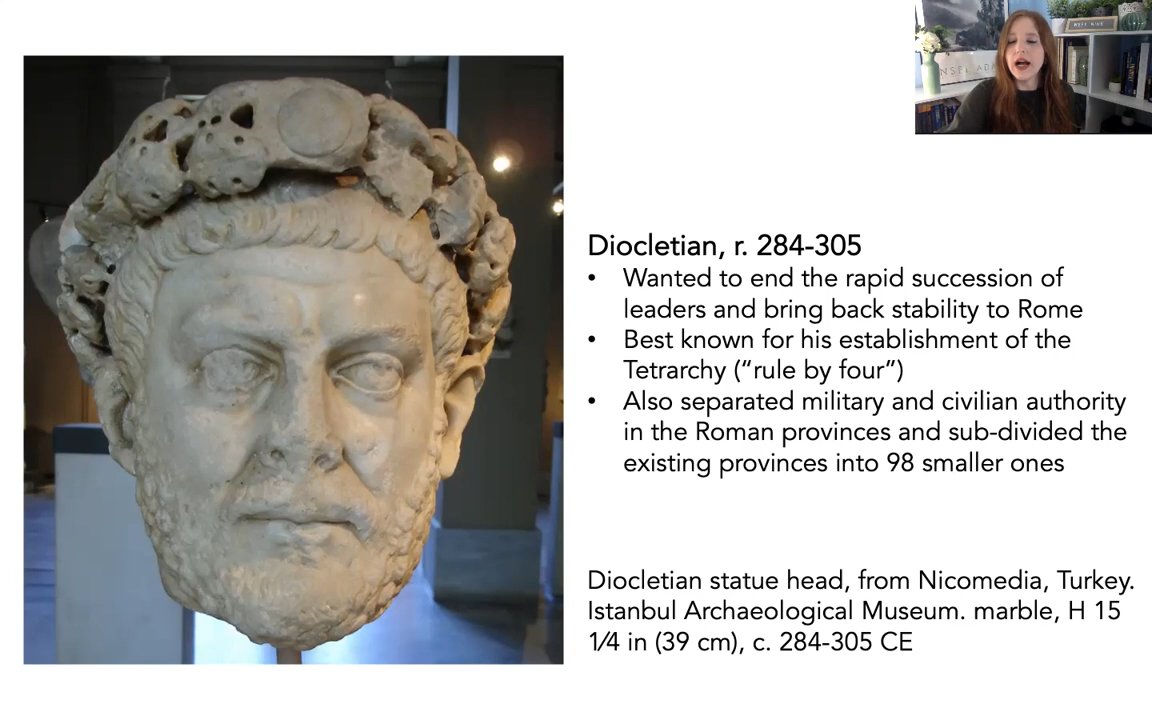 NSEL ADA
Diocletian, r. 284-305
• Wanted to end the rapid succession of
leaders and bring back stability to Rome
• Best known for his establishment of the
Tetrarchy (“rule by four”)
• Also separated military and civilian authority
in the Roman provinces and sub-divided the
existing provinces into 98 smaller ones
Diocletian statue head, from Nicomedia, Turkey.
Istanbul Archaeological Museum. marble, H 15
1/4 in (39 cm), c. 284-305 CE